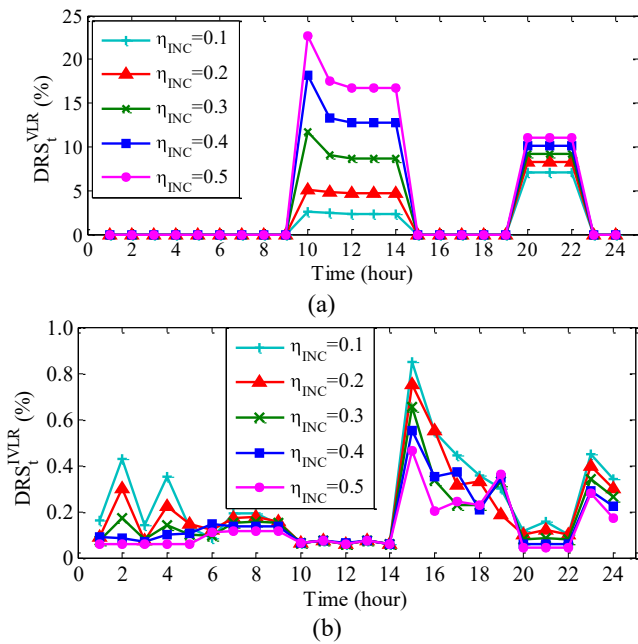 25
20
15
10
5
0
DRS_t^VLR (%)
η_INC=0.1
η_INC=0.2
η_INC=0.3
η_INC=0.4
η_INC=0.5
0 2 4 6 8 10 12 14 16 18 20 22 24
Time (hour)
(a)
1.0
0.8
0.6
0.4
0.2
0
DRS_t^IVLR (%)
η_INC=0.1
η_INC=0.2
η_INC=0.3
η_INC=0.4
η_INC=0.5
0 2 4 6 8 10 12 14 16 18 20 22 24
Time (hour)
(b)